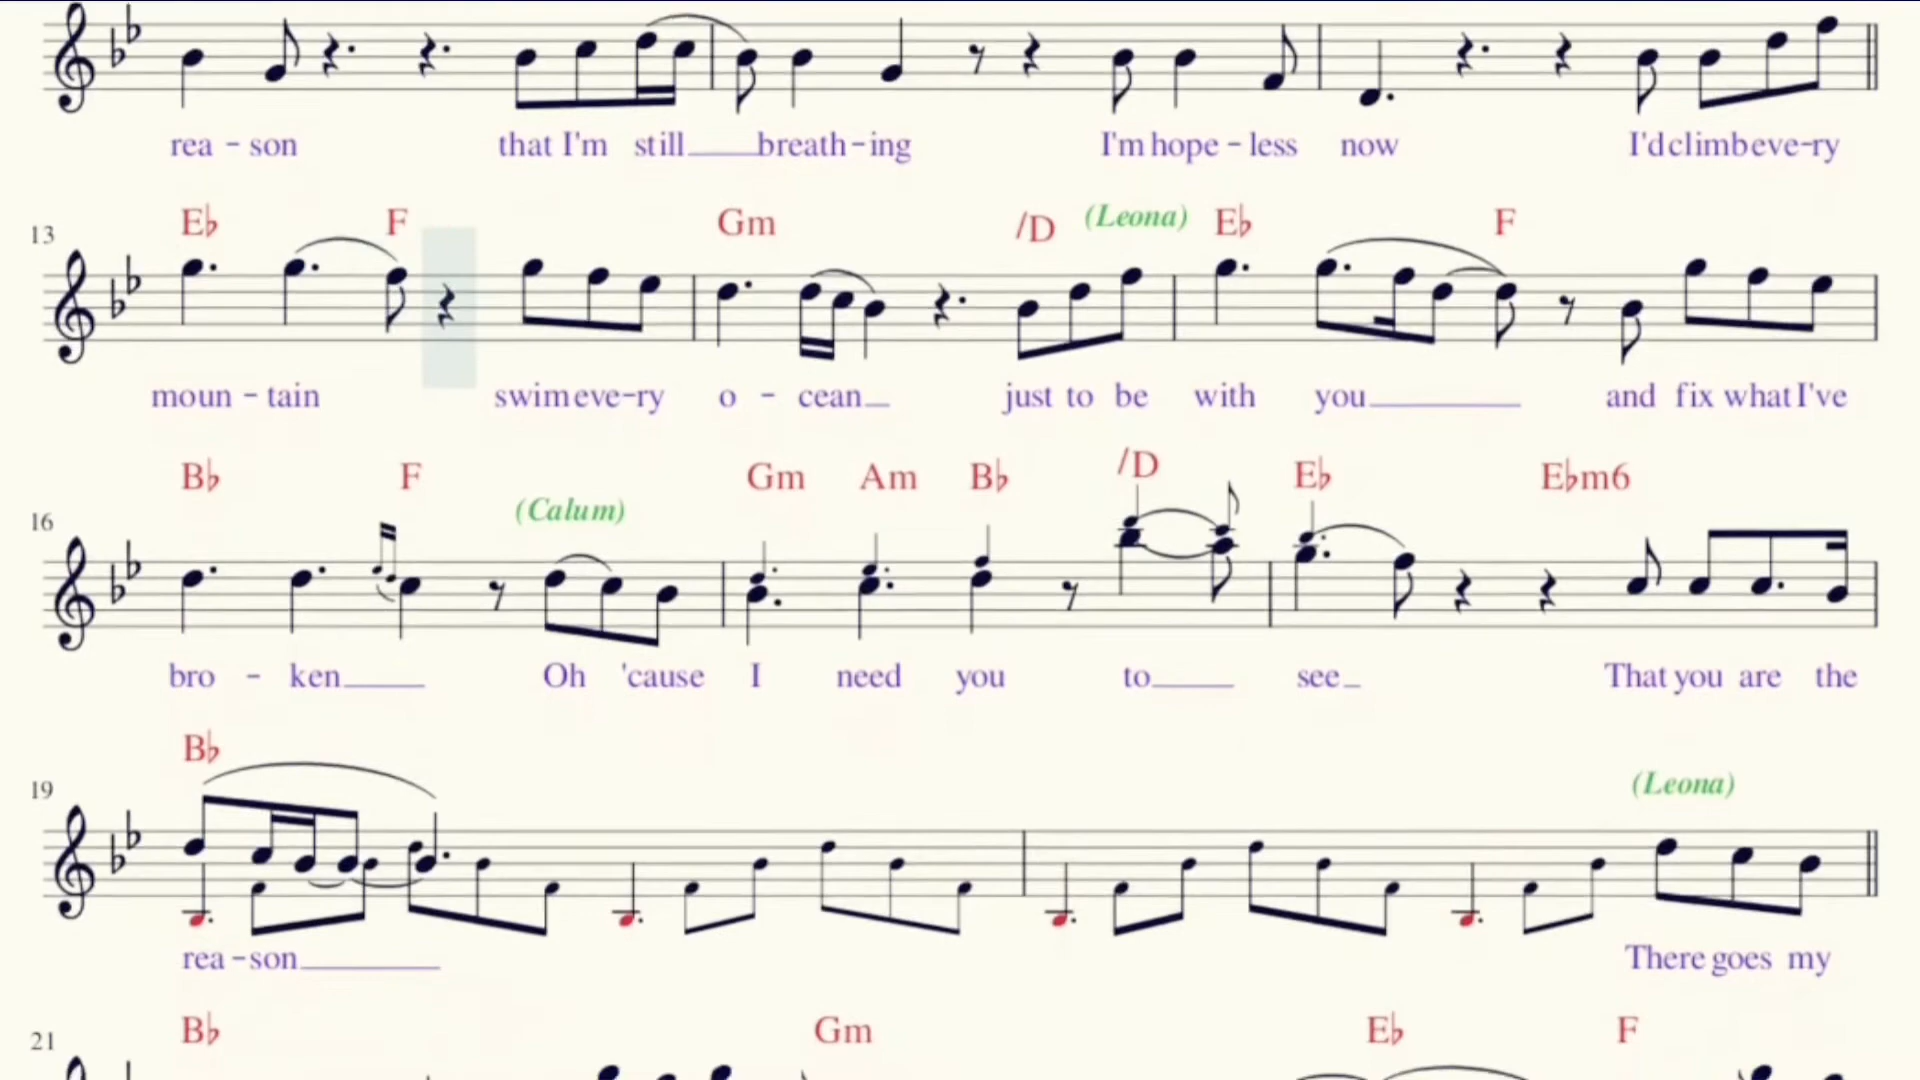 rea - son that I'm still breath - ing I'm hope - less now I'd climb eve - ry
E♭ F Gm /D (Leona) E♭ F
13
moun - tain swim eve - ry o - cean just to be with you and fix what I've
B♭ F (Calum) Gm Am B♭ /D E♭ E♭m6
16
bro - ken Oh 'cause I need you to see That you are the
B♭
19 (Leona)
rea - son There goes my
B♭ Gm E♭ F
21